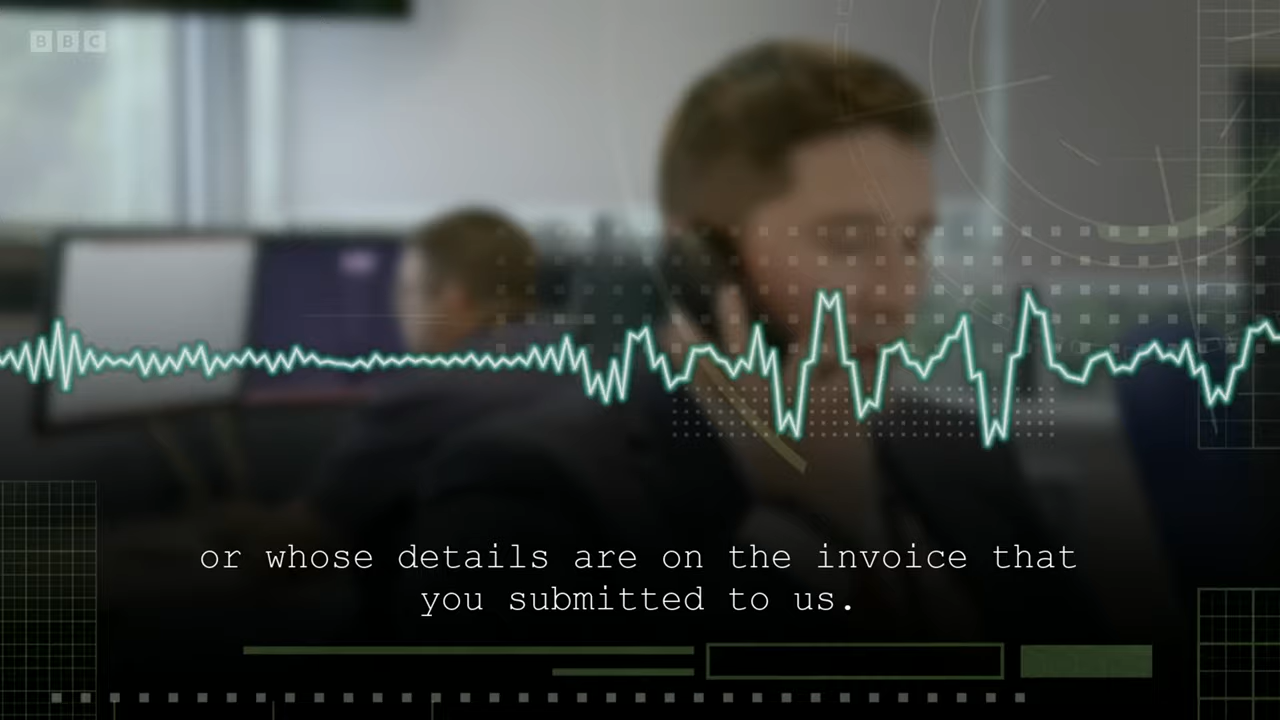 BBC
or whose details are on the invoice that
you submitted to us.